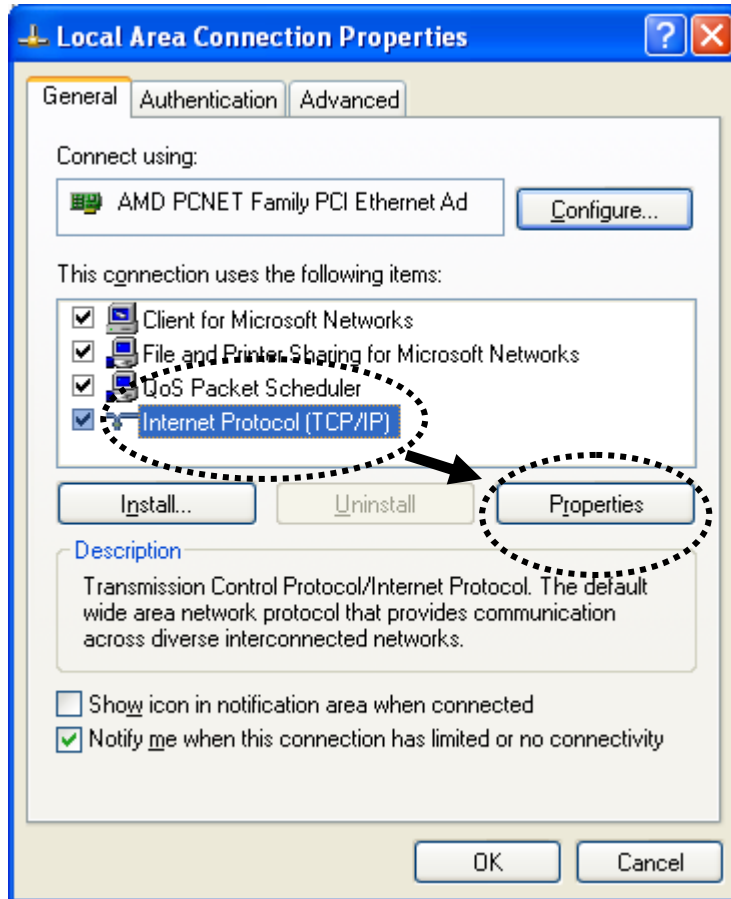 Local Area Connection Properties
General Authentication Advanced
Connect using:
AMD PCNET Family PCI Ethernet Ad
Configure...
This connection uses the following items:
Client for Microsoft Networks
File and Printer Sharing for Microsoft Networks
QoS Packet Scheduler
Internet Protocol (TCP/IP)
Install... Uninstall Properties
Description
Transmission Control Protocol/Internet Protocol. The default
wide area network protocol that provides communication
across diverse interconnected networks.
Show icon in notification area when connected
Notify me when this connection has limited or no connectivity
OK Cancel